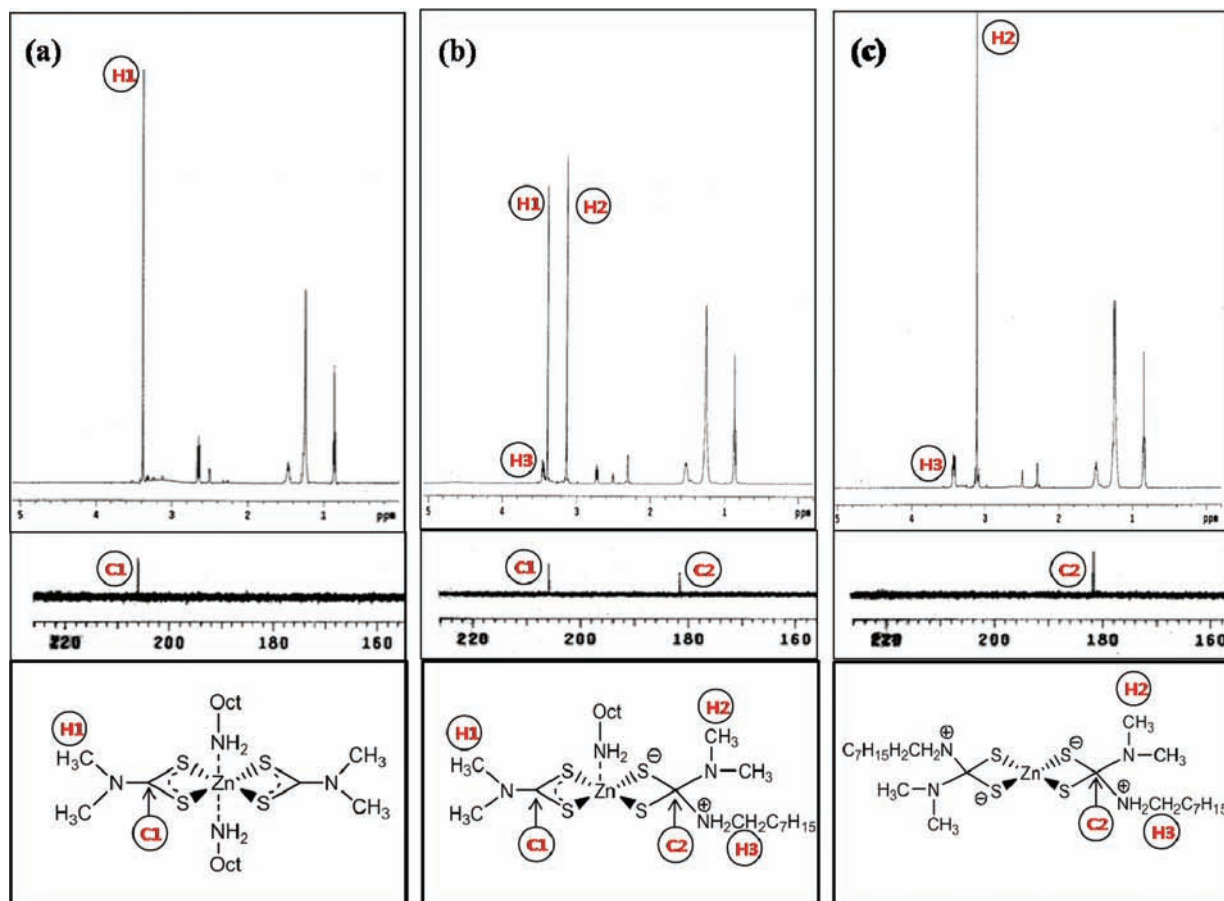 (a)
H1
5 4 3 2 1 ppm
C1
220 200 180 160
Oct
NH2
H1
H3C
N C S S Zn S S C N CH3
H3C CH3
NH2
C1
Oct
(b)
H1 H2
H3
5 4 3 2 1 ppm
C1 C2
220 200 180 160
H2
Oct
H1 NH2 CH3
H3C S S ⊖ N CH3
N Zn
H3C S S ⊕
NH2CH2C7H15
C1 C2 H3
(c)
H2
H3
5 4 3 2 1 ppm
C2
220 200 180 160
H2
⊕ CH3
C7H15H2CH2N S S ⊖ N CH3
Zn
H3C N S ⊖ S ⊕
NH2CH2C7H15
CH3 C2 H3